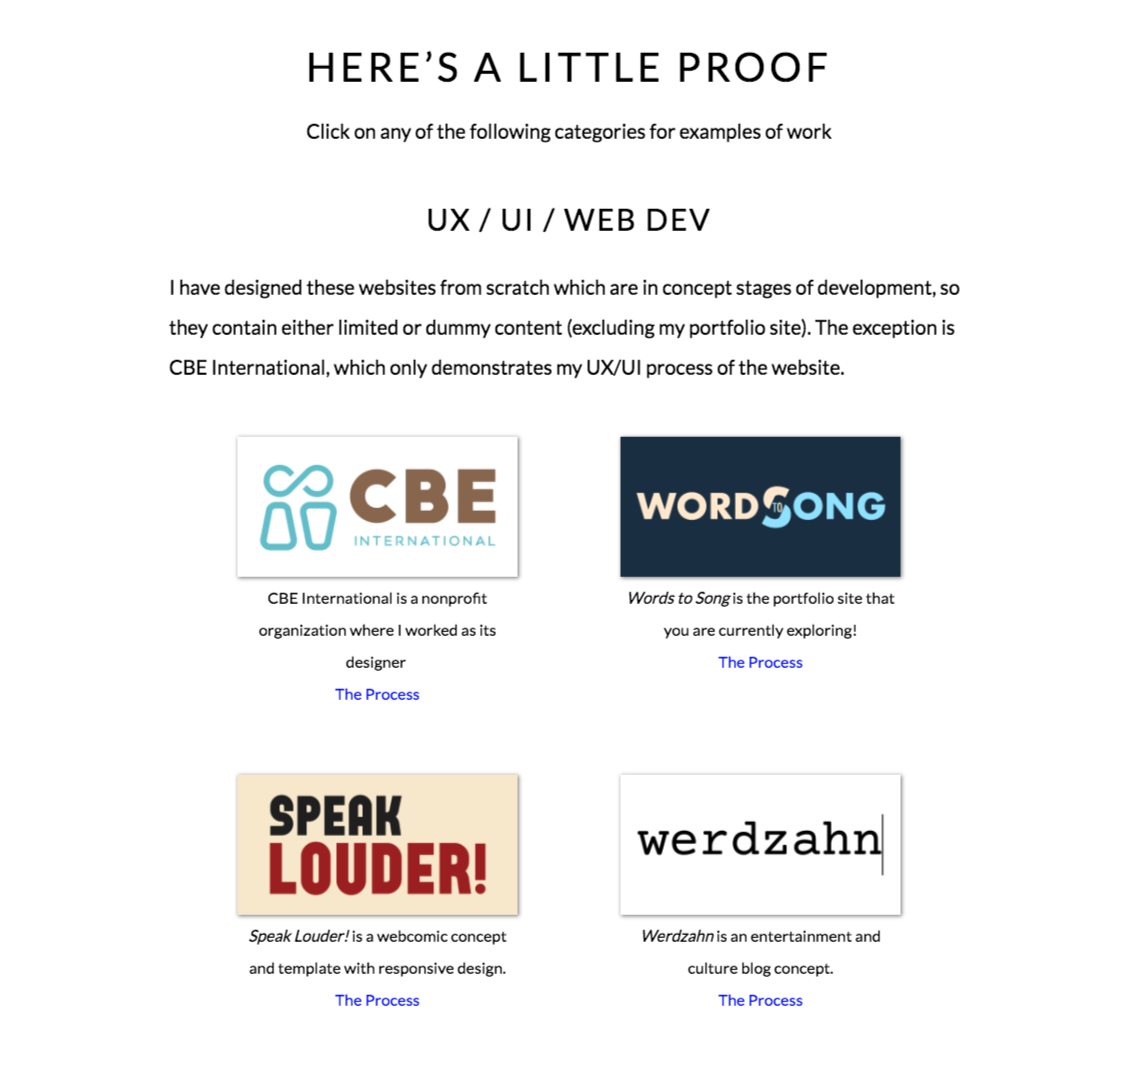 HERE’S A LITTLE PROOF
Click on any of the following categories for examples of work
UX / UI / WEB DEV
I have designed these websites from scratch which are in concept stages of development, so
they contain either limited or dummy content (excluding my portfolio site). The exception is
CBE International, which only demonstrates my UX/UI process of the website.
CBE
INTERNATIONAL
CBE International is a nonprofit
organization where I worked as its
designer
The Process
WORD TO SONG
Words to Song is the portfolio site that
you are currently exploring!
The Process
SPEAK
LOUDER!
Speak Louder! is a webcomic concept
and template with responsive design.
The Process
werdzahn
Werdzahn is an entertainment and
culture blog concept.
The Process